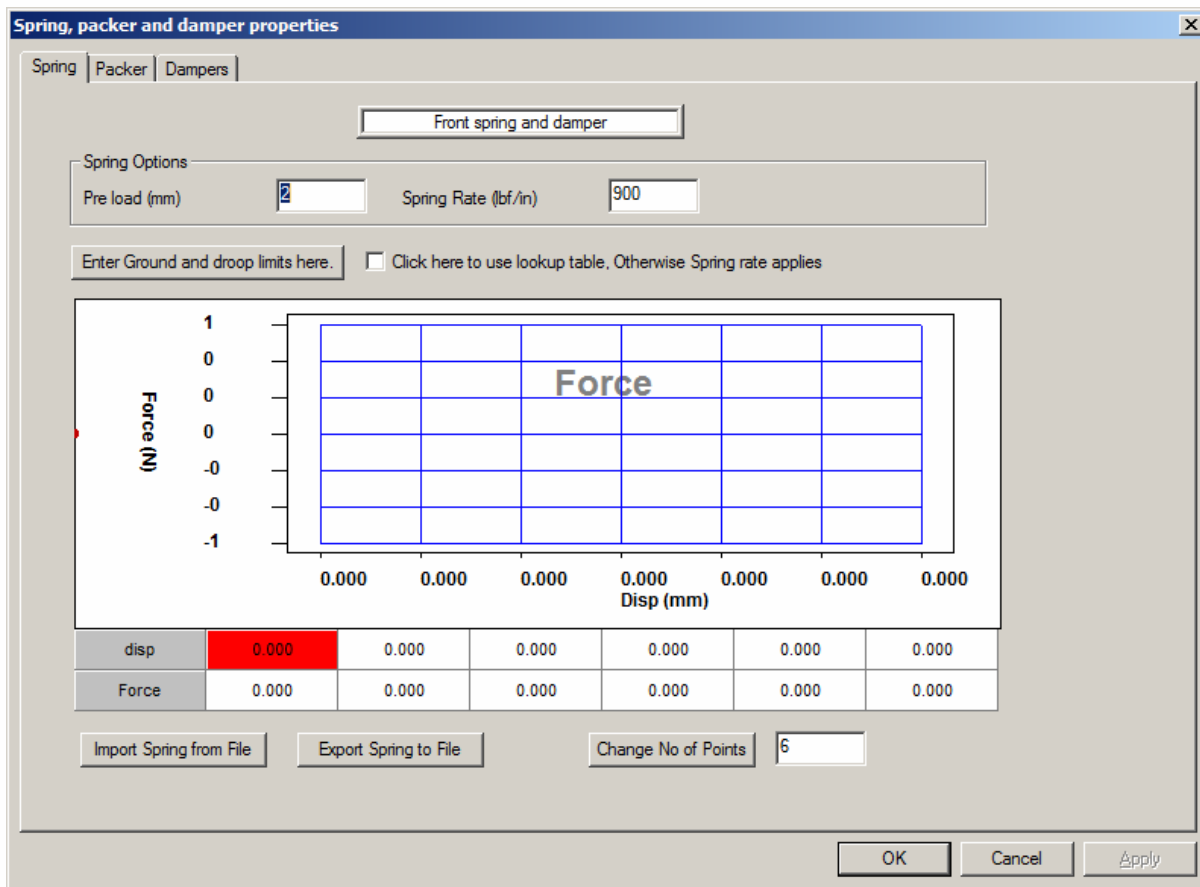 Spring, packer and damper properties
Spring Packer Dampers
Front spring and damper
Spring Options
Pre load (mm) 2 Spring Rate (lbf/in) 900
Enter Ground and droop limits here. Click here to use lookup table, Otherwise Spring rate applies
Force
Force (N)
1
0
0
0
-0
-0
-1
0.000 0.000 0.000 0.000 0.000 0.000 0.000
Disp (mm)
disp 0.000 0.000 0.000 0.000 0.000 0.000
Force 0.000 0.000 0.000 0.000 0.000 0.000
Import Spring from File Export Spring to File Change No of Points 6
OK Cancel Apply